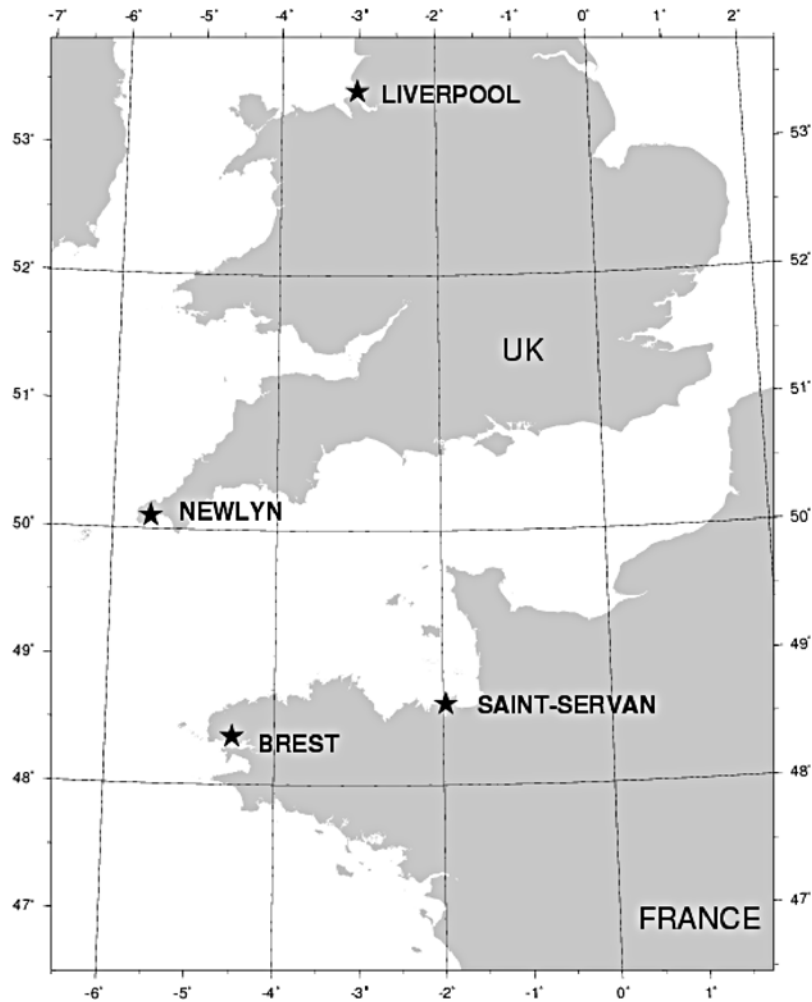 -7° -6° -5° -4° -3° -2° -1° 0° 1° 2°
LIVERPOOL
53° 53°
52° 52°
UK
51° 51°
NEWLYN
50° 50°
49° 49°
SAINT-SERVAN
BREST
48° 48°
47° 47°
FRANCE
-6° -5° -4° -3° -2° -1° 0° 1°